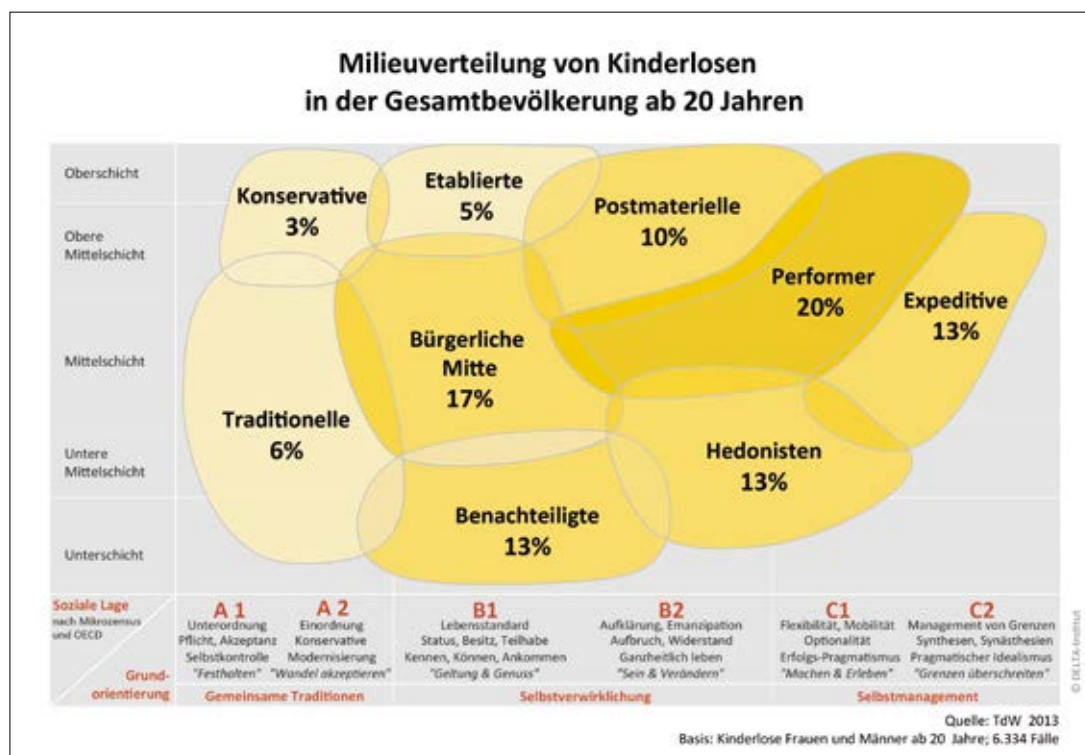 Milieuverteilung von Kinderlosen
in der Gesamtbevölkerung ab 20 Jahren
Oberschicht
Obere
Mittelschicht
Mittelschicht
Untere
Mittelschicht
Unterschicht
Konservative
3%
Etablierte
5%
Postmaterielle
10%
Performer
20%
Expeditive
13%
Bürgerliche
Mitte
17%
Traditionelle
6%
Hedonisten
13%
Benachteiligte
13%
Soziale Lage
nach Mikrozensus
und OECD
Grund-
orientierung
A 1
Unterordnung
Pflicht, Akzeptanz
Selbstkontrolle
"Festhalten"
A 2
Einordnung
Konservative
Modernisierung
"Wandel akzeptieren"
Gemeinsame Traditionen
B1
Lebensstandard
Status, Besitz, Teilhabe
Kennen, Können, Ankommen
"Geltung & Genuss"
B2
Aufklärung, Emanzipation
Aufbruch, Widerstand
Ganzheitlich leben
"Sein & Verändern"
Selbstverwirklichung
C1
Flexibilität, Mobilität
Optionalität
Erfolgs-Pragmatismus
"Machen & Erleben"
C2
Management von Grenzen
Synthesen, Synästhesien
Pragmatischer Idealismus
"Grenzen überschreiten"
Selbstmanagement
© DELTA-Institut
Quelle: TdW 2013
Basis: Kinderlose Frauen und Männer ab 20 Jahre; 6.334 Fälle